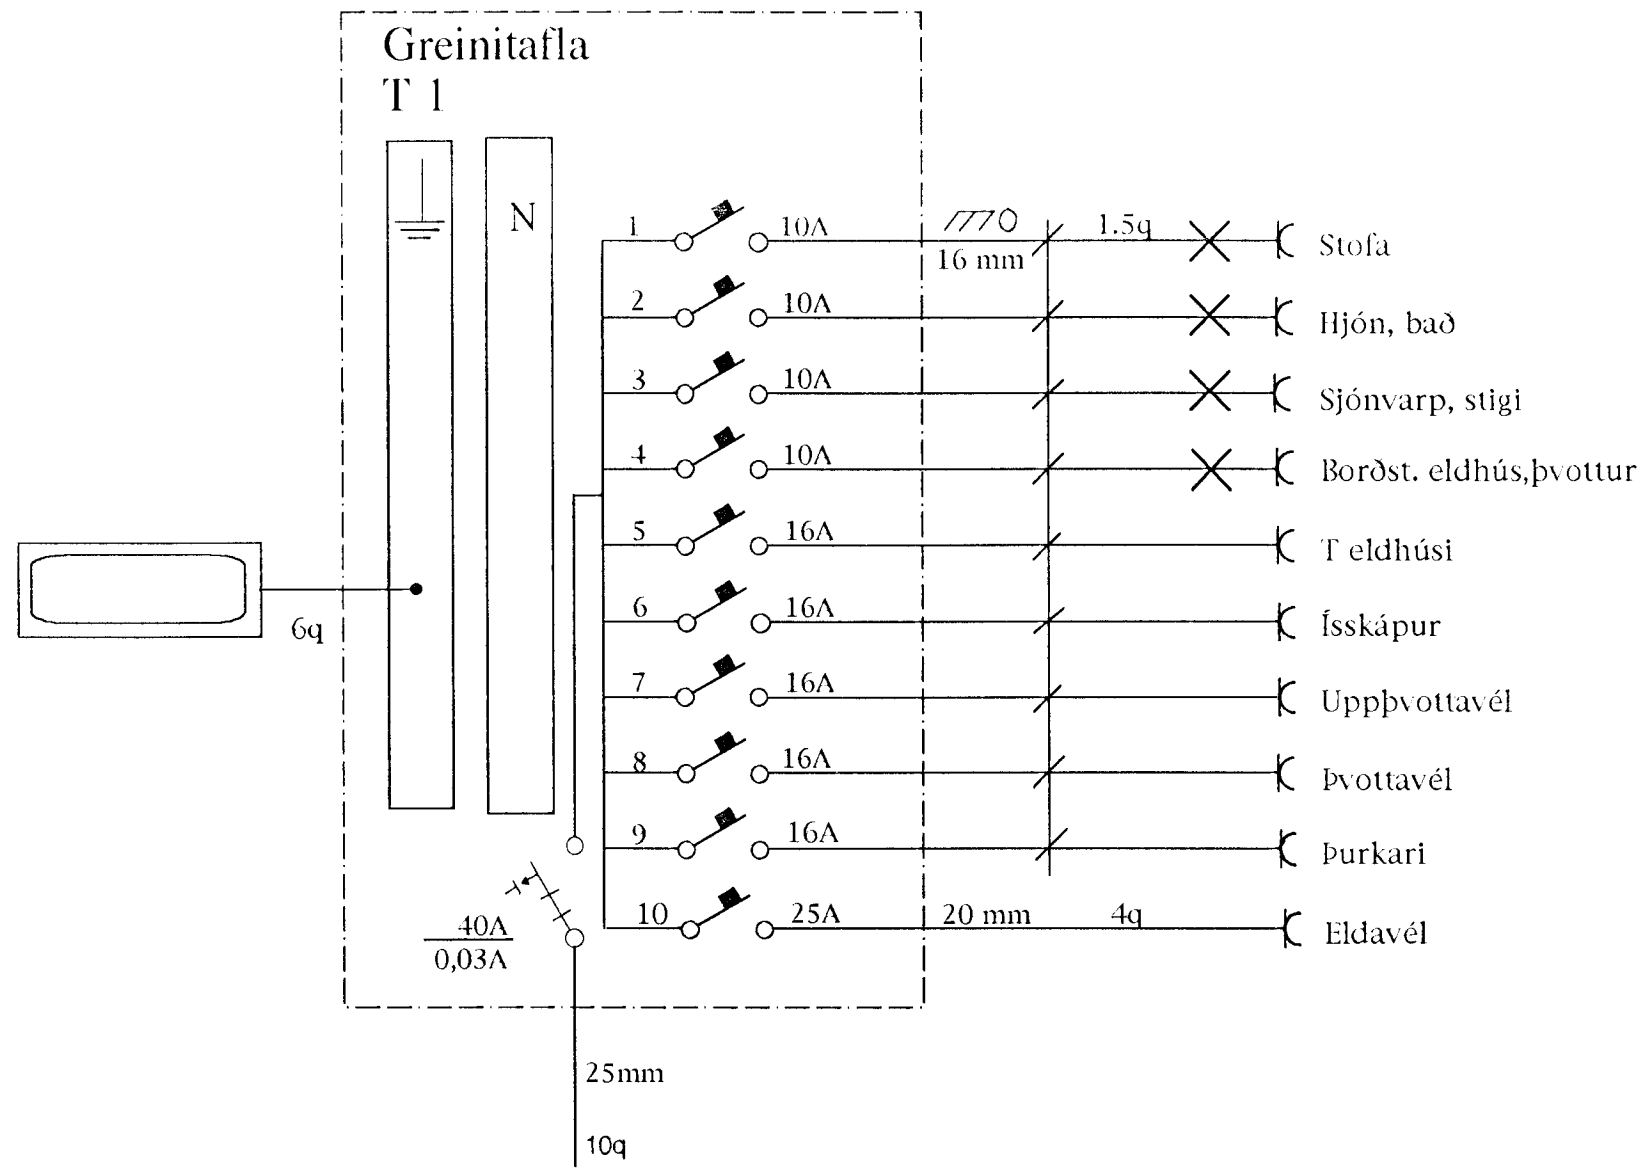 Greinitafla
T 1
N
1 10A 16 mm 1.5q Stofa
2 10A Hjón, bað
3 10A Sjónvarp, stigi
4 10A Borðst. eldhús,þvottur
5 16A T eldhúsi
6 16A Ísskápur
7 16A Uppþvottavél
8 16A Þvottavél
9 16A Þurkari
10 25A 20 mm 4q Eldavél
6q
40A
0,03A
25mm
10q